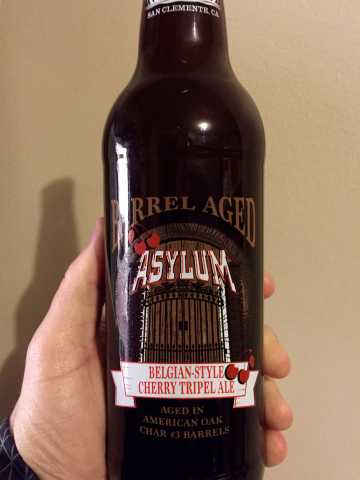 SAN CLEMENTE, CA
BARREL AGED
ASYLUM
BELGIAN-STYLE
CHERRY TRIPEL ALE
AGED IN
AMERICAN OAK
CHAR #3 BARRELS